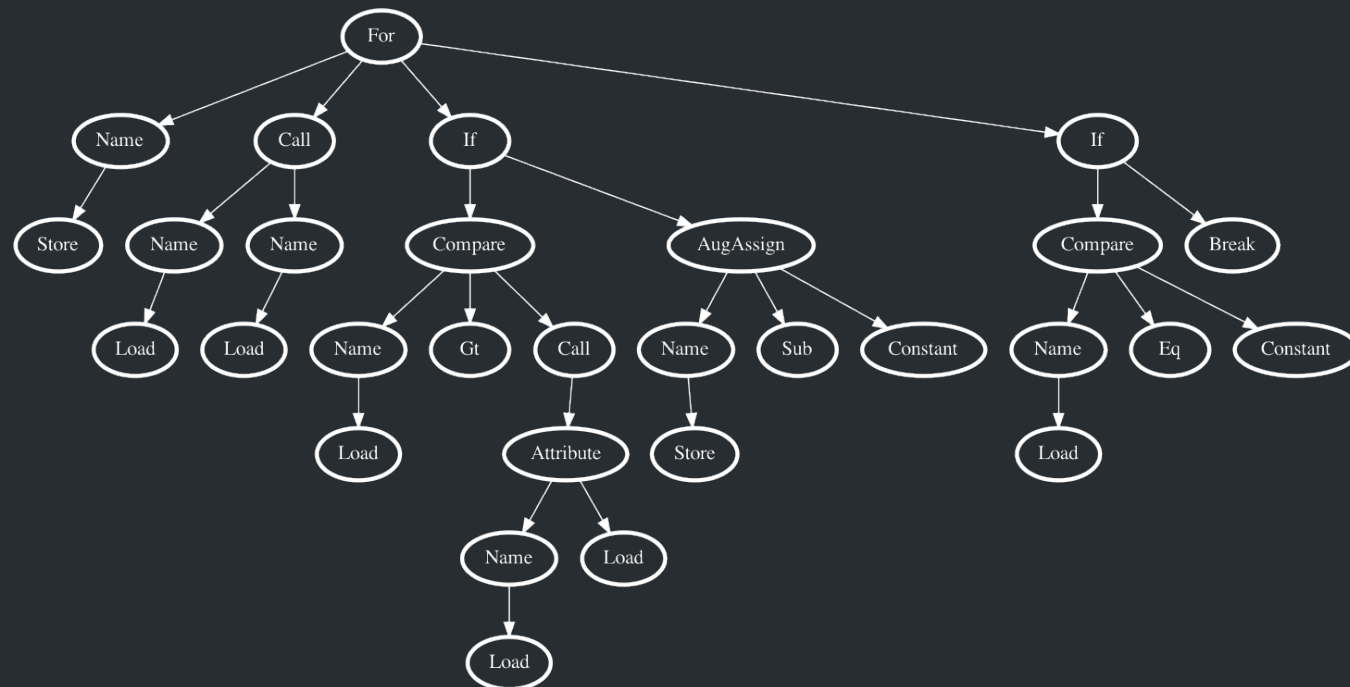 For
Name Call If If
Store Name Name Compare AugAssign Compare Break
Load Load Name Gt Call Name Sub Constant Name Eq Constant
Load Attribute Store Load
Name Load
Load